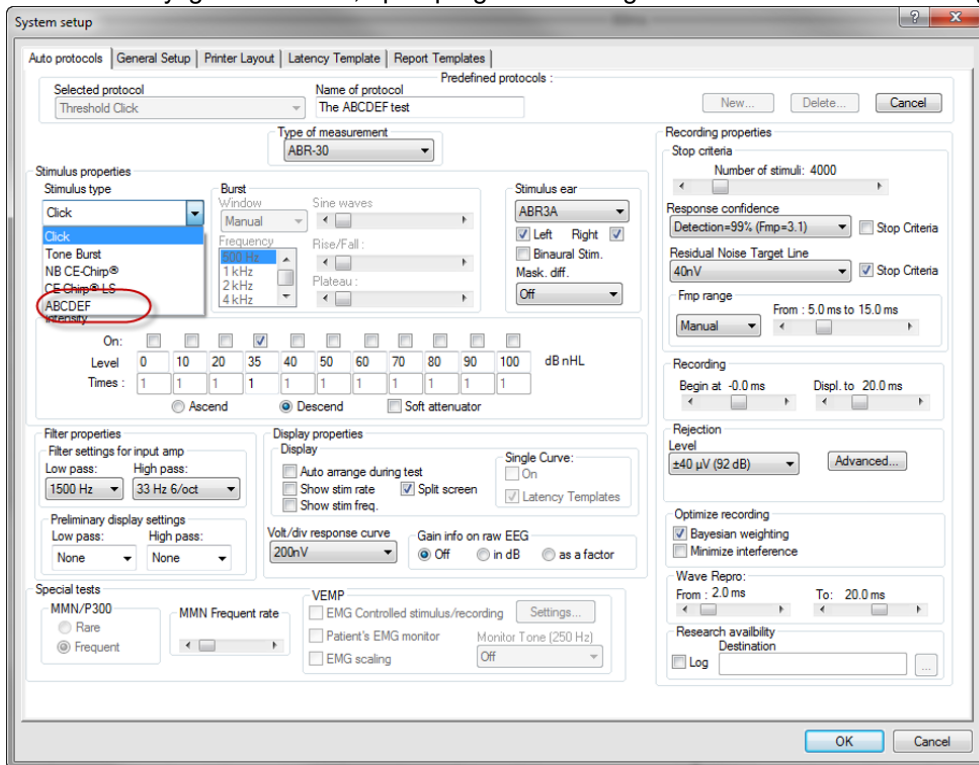 System setup
Auto protocols General Setup Printer Layout Latency Template Report Templates
Predefined protocols :
Selected protocol
Threshold Click
Name of protocol
The ABCDEF test
New... Delete... Cancel
Type of measurement
ABR-30
Stimulus properties
Stimulus type
Click
Click
Tone Burst
NB CE-Chirp®
CE-Chirp® LS
ABCDEF
Burst
Window
Manual
Sine waves
Frequency
500 Hz
1 kHz
2 kHz
4 kHz
Rise/Fall :
Plateau :
Stimulus ear
ABR3A
Left Right
Binaural Stim.
Mask. diff.
Off
Intensity
On:
Level 0 10 20 35 40 50 60 70 80 90 100 dB nHL
Times : 1 1 1 1 1 1 1 1 1 1 1
Ascend Descend Soft attenuator
Filter properties
Filter settings for input amp
Low pass: High pass:
1500 Hz 33 Hz 6/oct
Preliminary display settings
Low pass: High pass:
None None
Display properties
Display
Auto arrange during test
Show stim rate Split screen
Show stim freq.
Single Curve:
On
Latency Templates
Volt/div response curve
200nV
Gain info on raw EEG
Off in dB as a factor
Special tests
MMN/P300
Rare
Frequent
MMN Frequent rate
VEMP
EMG Controlled stimulus/recording Settings...
Patient's EMG monitor Monitor Tone (250 Hz)
EMG scaling Off
Recording properties
Stop criteria
Number of stimuli: 4000
Response confidence
Detection=99% (Fmp=3.1) Stop Criteria
Residual Noise Target Line
40nV Stop Criteria
Fmp range
Manual From : 5.0 ms to 15.0 ms
Recording
Begin at -0.0 ms Displ. to 20.0 ms
Rejection
Level
±40 µV (92 dB) Advanced...
Optimize recording
Bayesian weighting
Minimize interference
Wave Repro:
From : 2.0 ms To: 20.0 ms
Research availbility
Destination
Log ...
OK Cancel